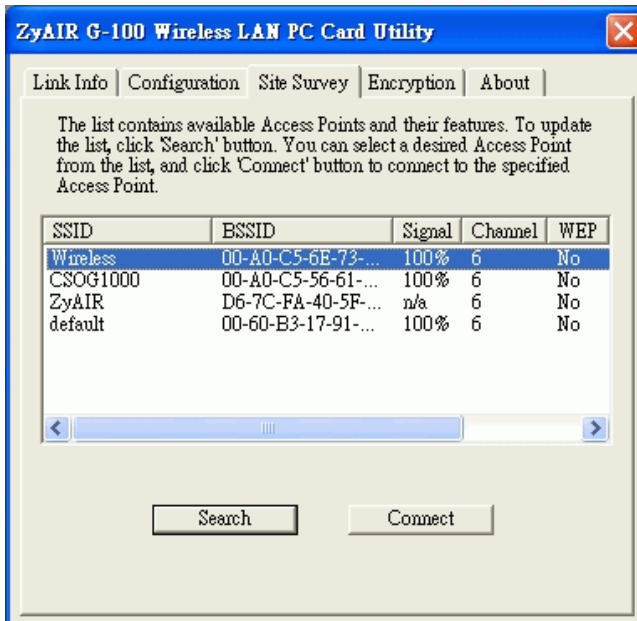 ZyAIR G-100 Wireless LAN PC Card Utility
Link Info Configuration Site Survey Encryption About
The list contains available Access Points and their features. To update
the list, click 'Search' button. You can select a desired Access Point
from the list, and click 'Connect' button to connect to the specified
Access Point.
SSID BSSID Signal Channel WEP
Wireless 00-A0-C5-6E-73-... 100% 6 No
CSOG1000 00-A0-C5-56-61-... 100% 6 No
ZyAIR D6-7C-FA-40-5F-... n/a 6 No
default 00-60-B3-17-91-... 100% 6 No
Search Connect